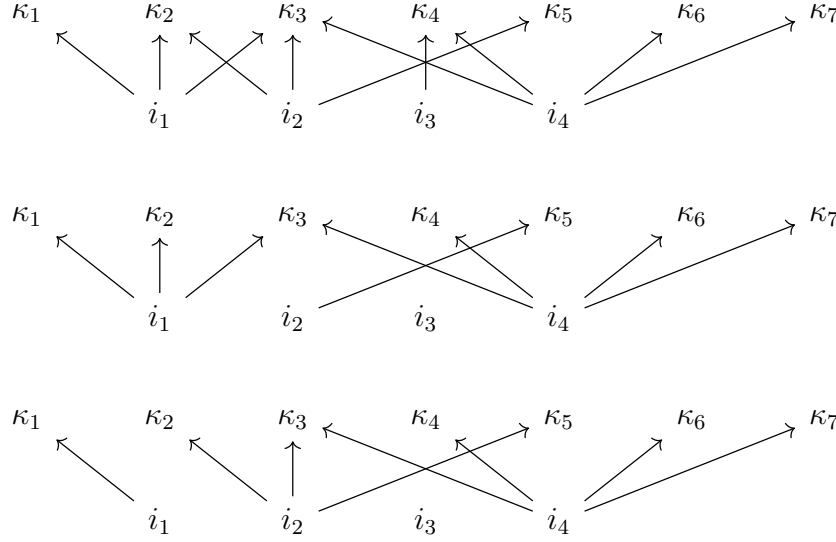 κ₁ κ₂ κ₃ κ₄ κ₅ κ₆ κ₇
i₁ i₂ i₃ i₄
κ₁ κ₂ κ₃ κ₄ κ₅ κ₆ κ₇
i₁ i₂ i₃ i₄
κ₁ κ₂ κ₃ κ₄ κ₅ κ₆ κ₇
i₁ i₂ i₃ i₄